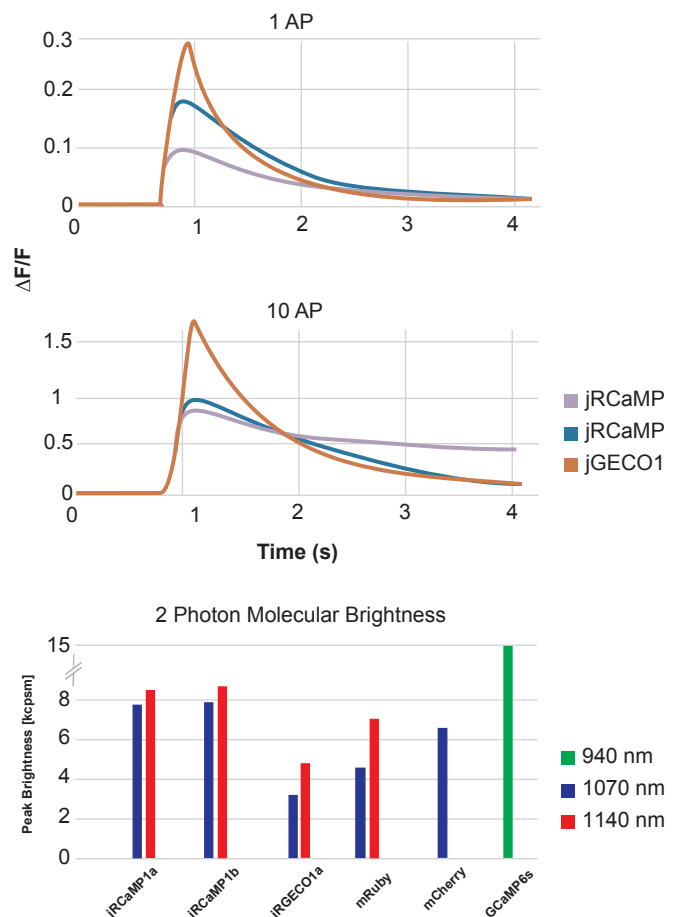 1 AP
0.3
0.2
0.1
0
0 1 2 3 4
ΔF/F
10 AP
1.5
1
0.5
0
0 1 2 3 4
Time (s)
jRCaMP
jRCaMP
jGECO1
2 Photon Molecular Brightness
Peak Brightness [kcpsm]
15
8
6
4
2
0
jRCaMP1a jRCaMP1b jRGECO1a mRuby mCherry GCaMP6s
940 nm
1070 nm
1140 nm